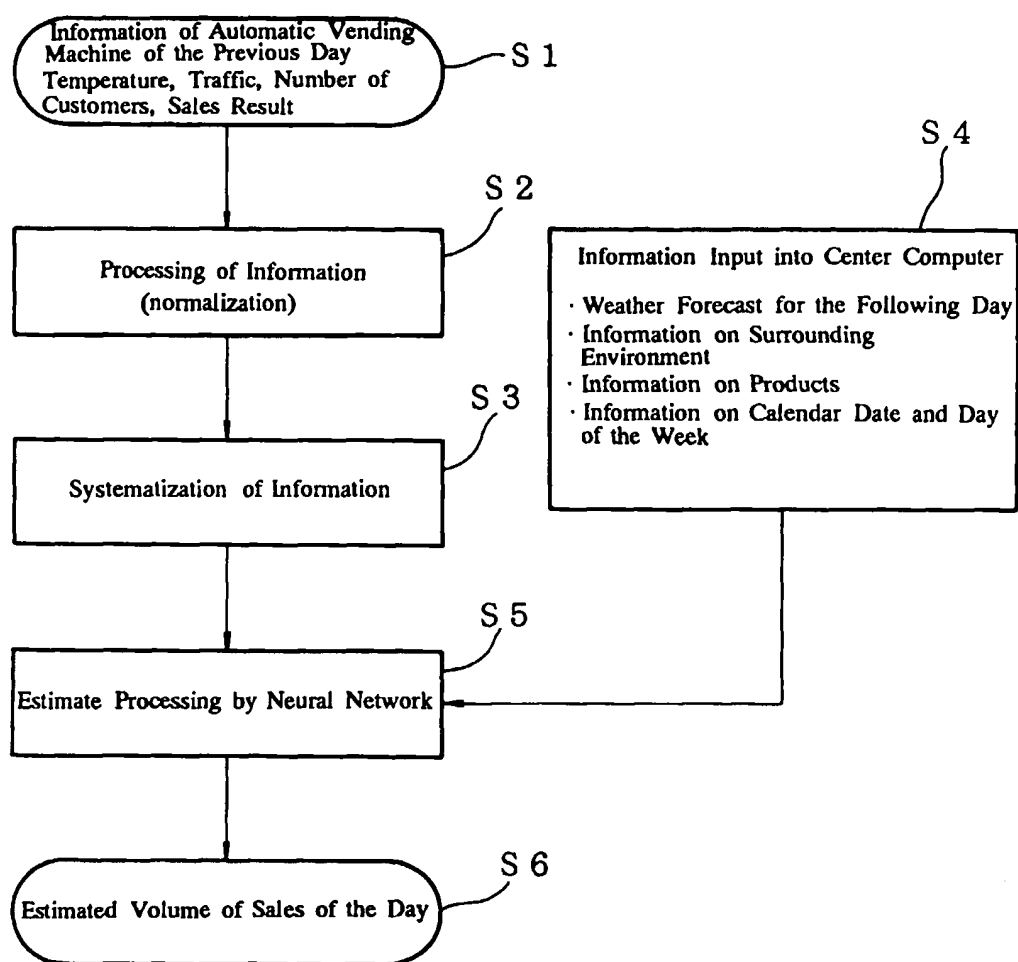 Information of Automatic Vending
Machine of the Previous Day
Temperature, Traffic, Number of
Customers, Sales Result
S 1
S 2
Processing of Information
(normalization)
S 3
Systematization of Information
S 4
Information Input into Center Computer
· Weather Forecast for the Following Day
· Information on Surrounding
Environment
· Information on Products
· Information on Calendar Date and Day
of the Week
S 5
Estimate Processing by Neural Network
S 6
Estimated Volume of Sales of the Day